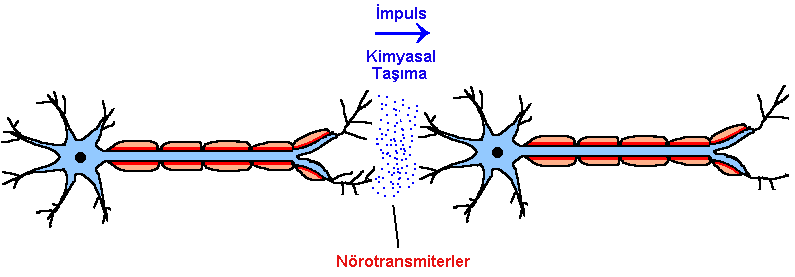 İmpuls
Kimyasal
Taşıma
Nörotransmiterler